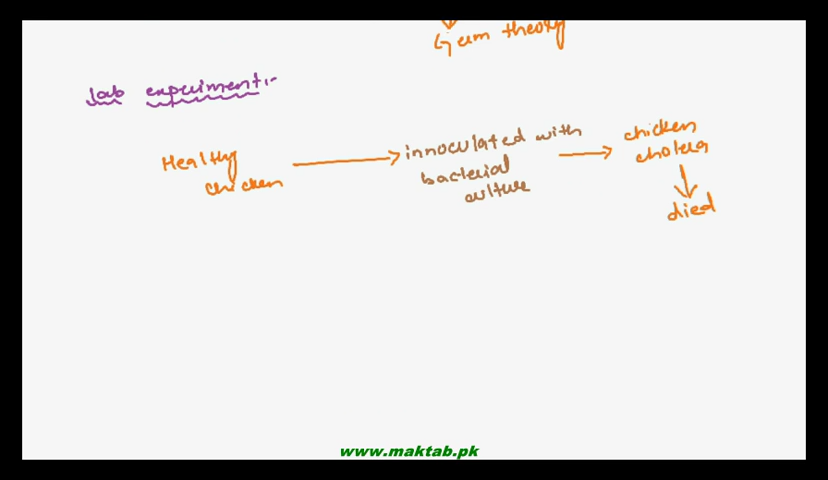 Germ theory
lab experiment:-
Healthy chicken
innoculated with
bacterial
culture
chicken
cholera
died
www.maktab.pk